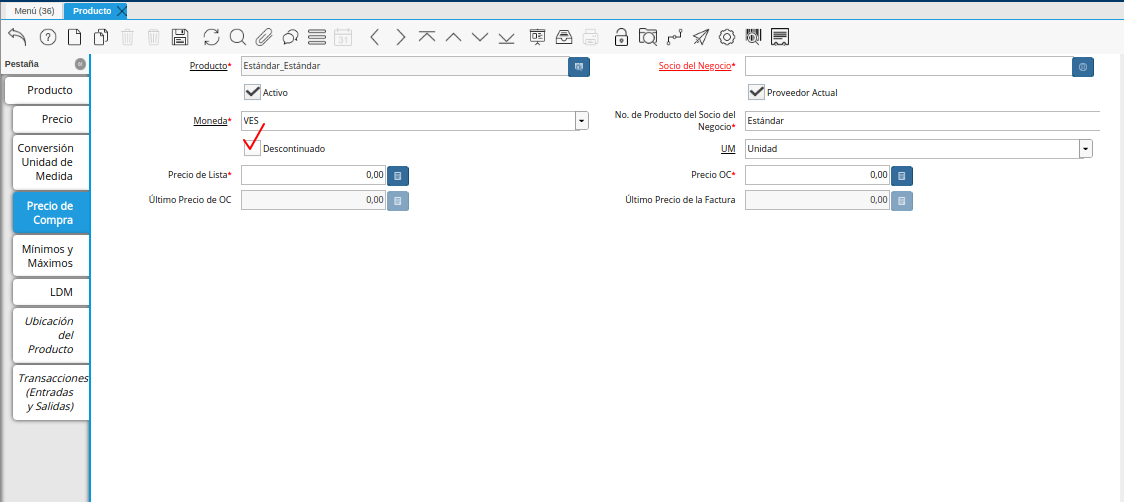 Menú (36)
Producto
Pestaña
Producto
Precio
Conversión
Unidad de
Medida
Precio de
Compra
Mínimos y
Máximos
LDM
Ubicación
del
Producto
Transacciones
(Entradas
y Salidas)
Producto*
Estándar_Estándar
Socio del Negocio*
Activo
Proveedor Actual
Moneda*
VES
No. de Producto del Socio del
Negocio*
Estándar
Descontinuado
UM
Unidad
Precio de Lista*
0,00
Precio OC*
0,00
Último Precio de OC
0,00
Último Precio de la Factura
0,00